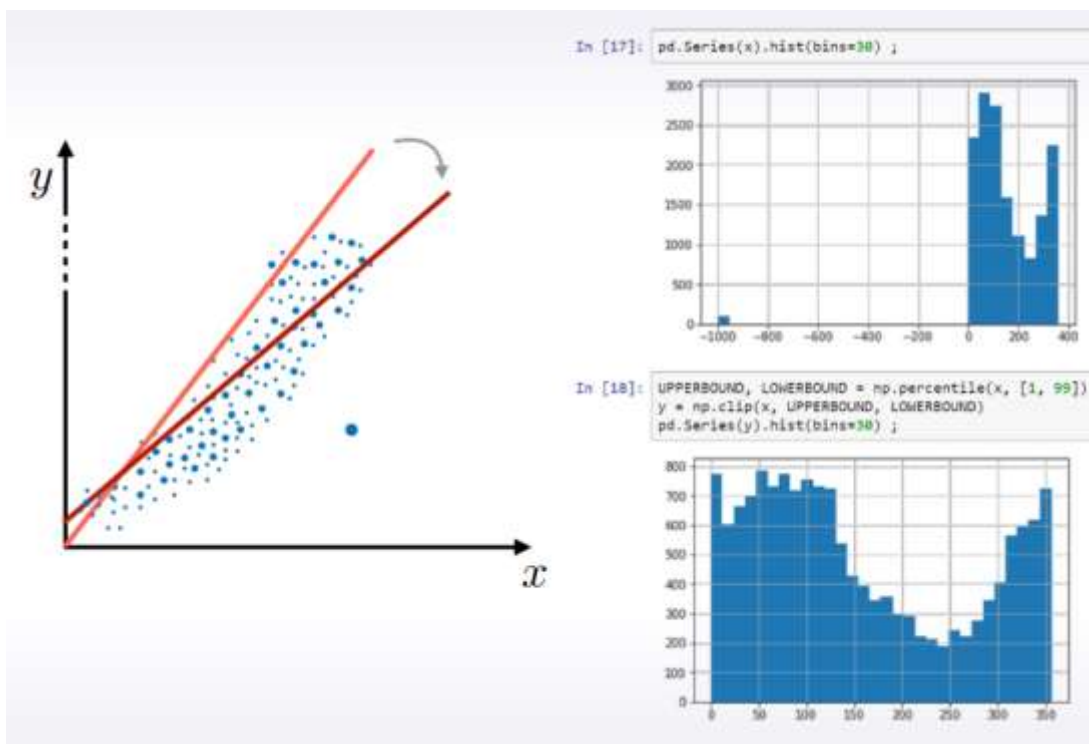 In [17]: pd.Series(x).hist(bins=30) ;
3000
2500
2000
1500
1000
500
0
−1000 −800 −600 −400 −200 0 200 400
y
x
In [18]: UPPERBOUND, LOWERBOUND = np.percentile(x, [1, 99])
y = np.clip(x, UPPERBOUND, LOWERBOUND)
pd.Series(y).hist(bins=30) ;
800
700
600
500
400
300
200
100
0
0 50 100 150 200 250 300 350